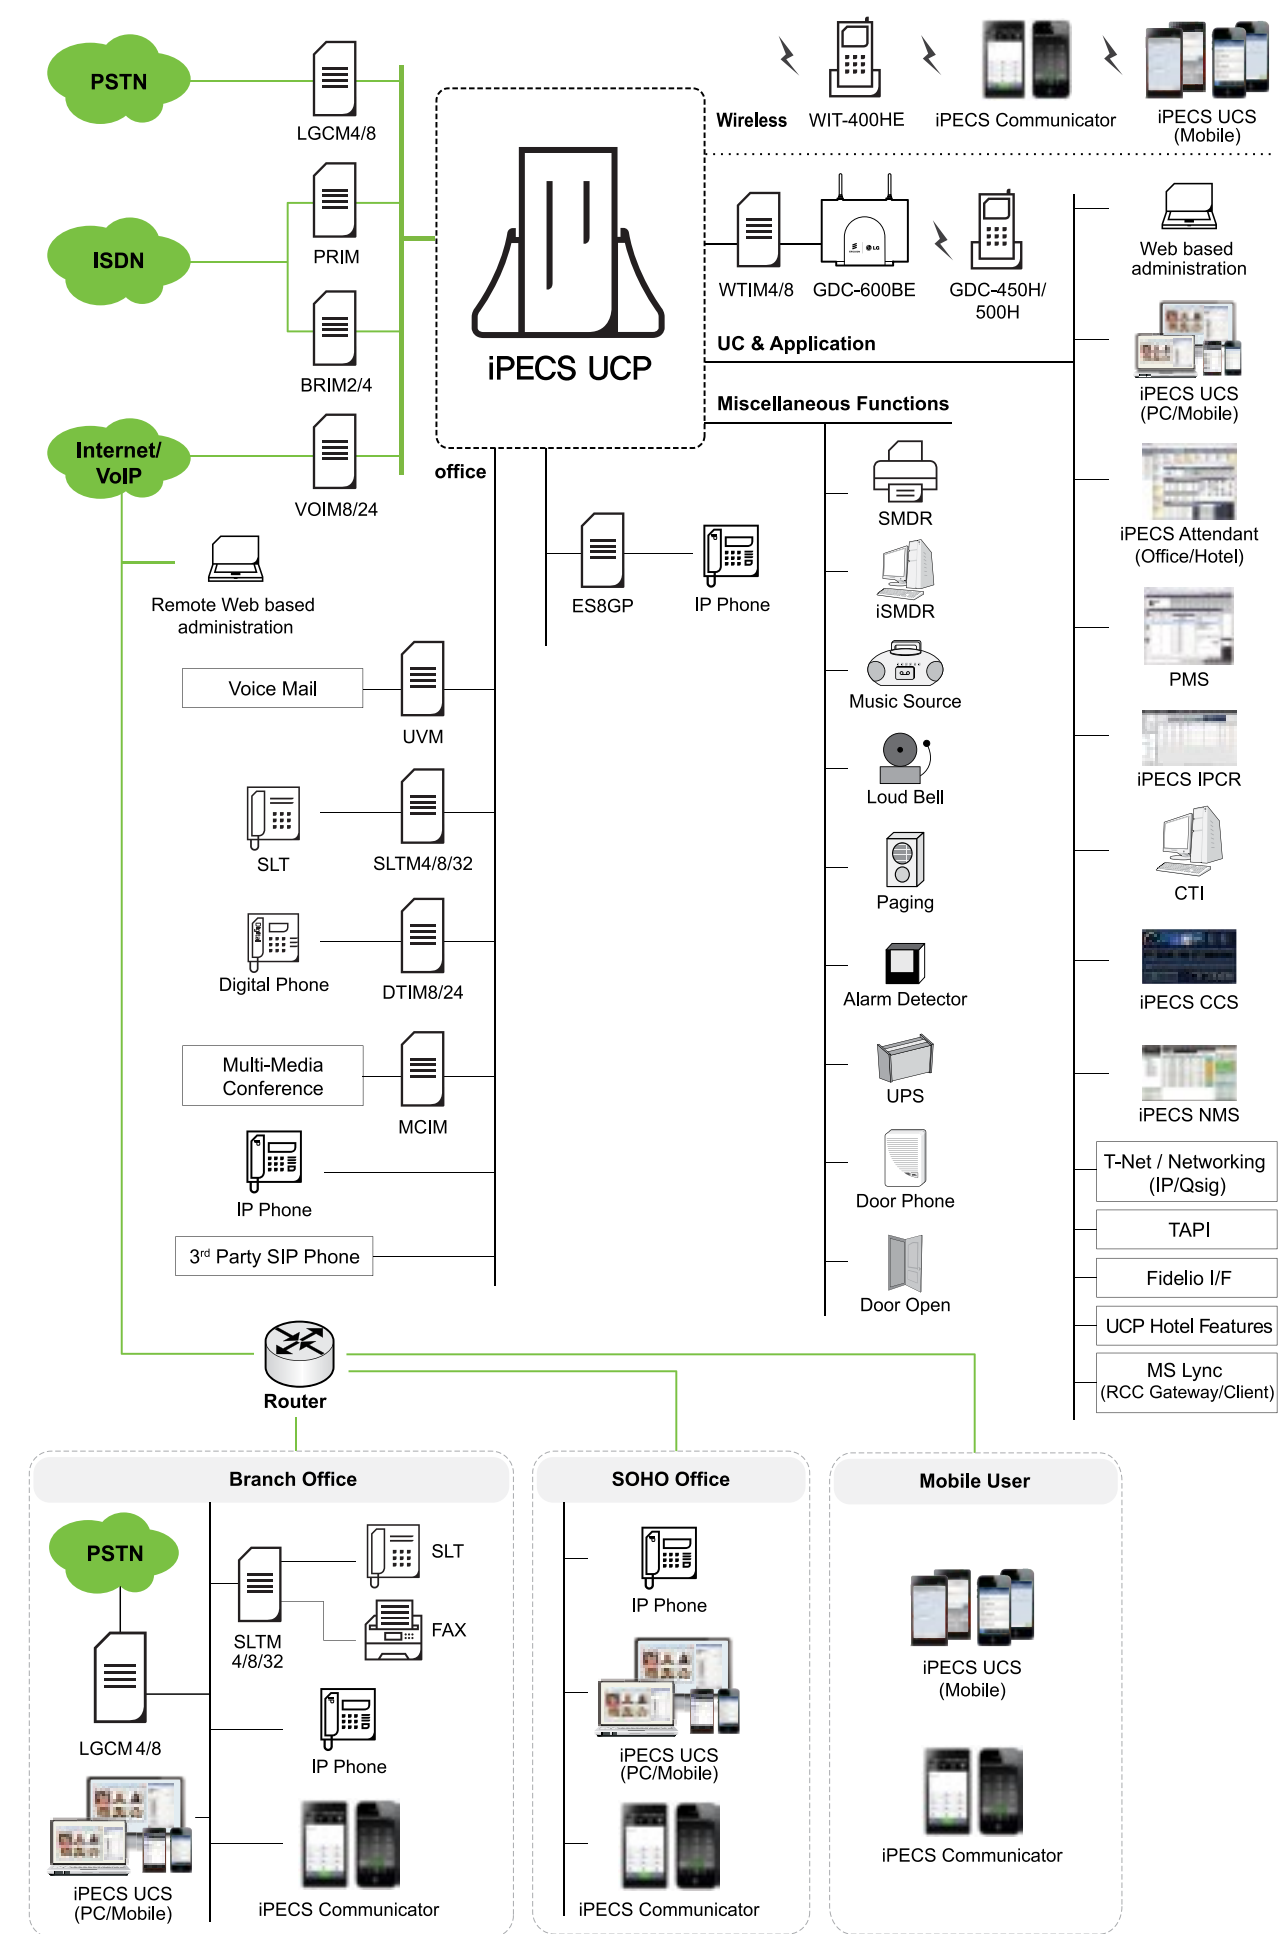 PSTN
LGCM4/8
ISDN
PRIM
BRIM2/4
Internet/
VoIP
VOIM8/24
iPECS UCP
Wireless
WIT-400HE
iPECS Communicator
iPECS UCS
(Mobile)
WTIM4/8
GDC-600BE
LG
GDC-450H/
500H
UC & Application
Miscellaneous Functions
office
Remote Web based
administration
ES8GP
IP Phone
Voice Mail
UVM
SLT
SLTM4/8/32
Digital
Digital Phone
DTIM8/24
Multi-Media
Conference
MCIM
IP Phone
3rd Party SIP Phone
SMDR
iSMDR
Music Source
Loud Bell
Paging
Alarm Detector
UPS
Door Phone
Door Open
Web based
administration
iPECS UCS
(PC/Mobile)
iPECS Attendant
(Office/Hotel)
PMS
iPECS IPCR
CTI
iPECS CCS
iPECS NMS
T-Net / Networking
(IP/Qsig)
TAPI
Fidelio I/F
UCP Hotel Features
MS Lync
(RCC Gateway/Client)
Router
Branch Office
PSTN
LGCM 4/8
SLTM
4/8/32
SLT
FAX
IP Phone
iPECS UCS
(PC/Mobile)
iPECS Communicator
SOHO Office
IP Phone
iPECS UCS
(PC/Mobile)
iPECS Communicator
Mobile User
iPECS UCS
(Mobile)
iPECS Communicator